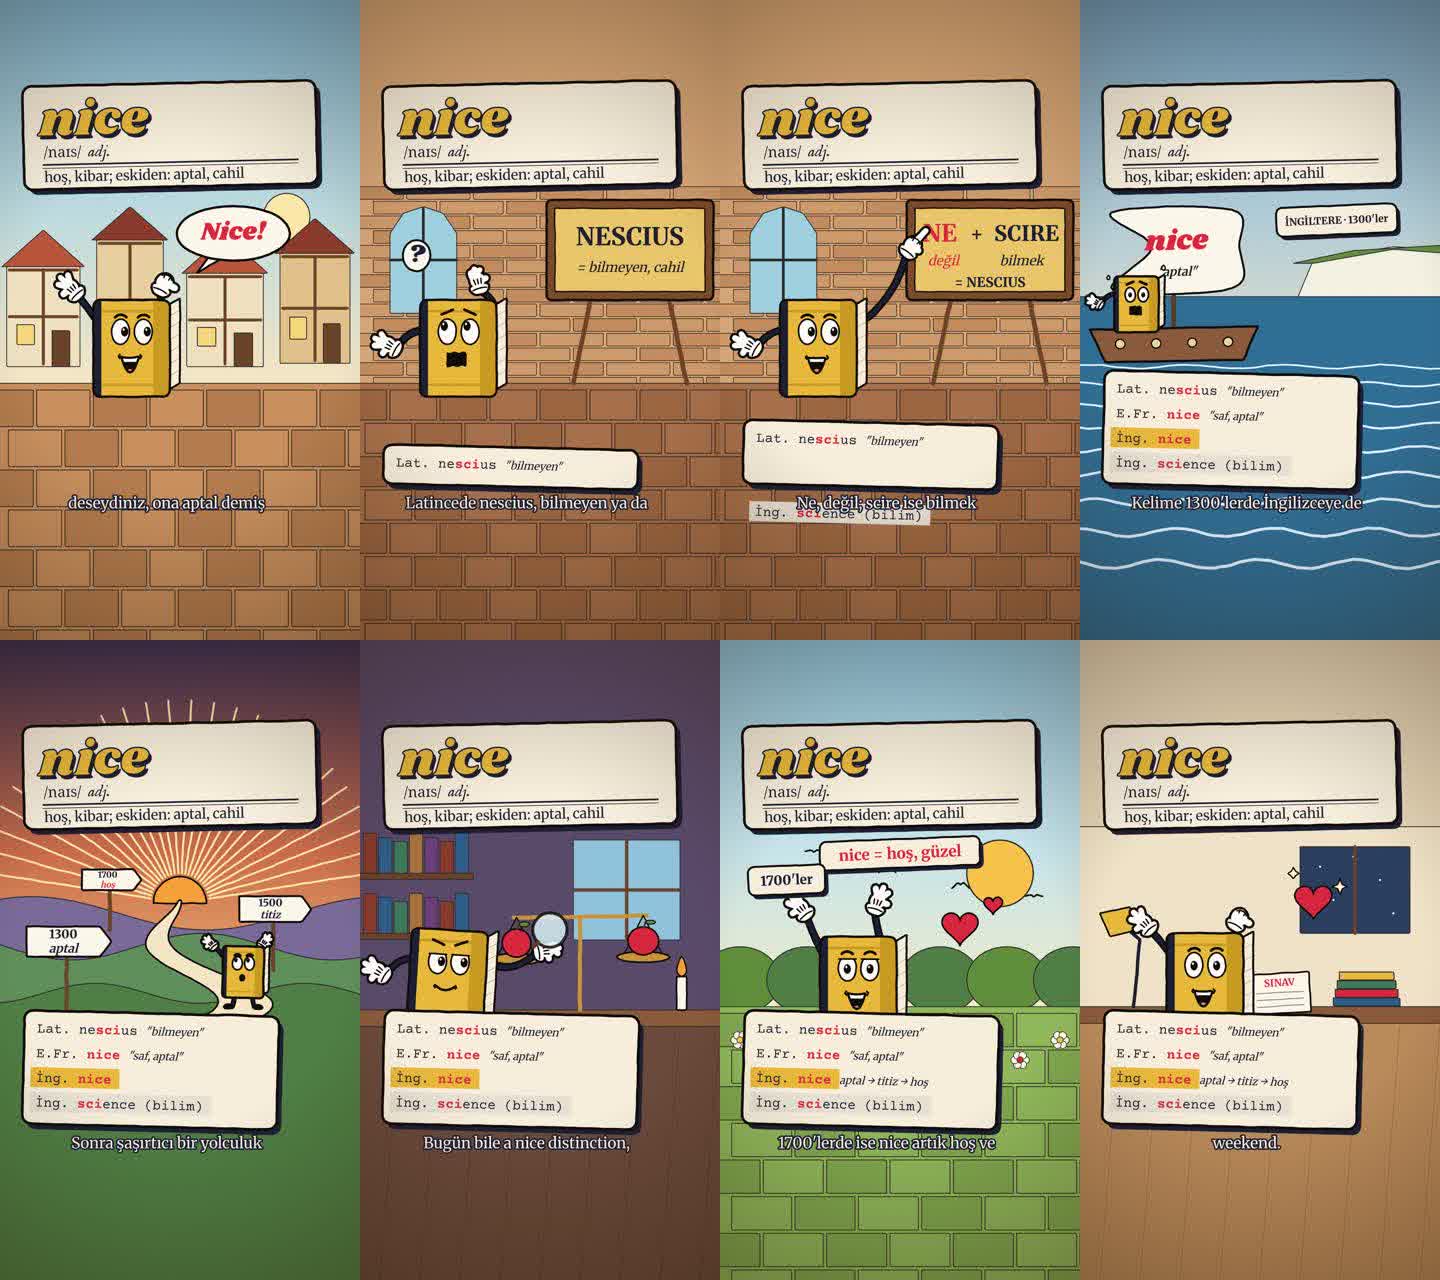 nice
/naɪs/ adj.
hoş, kibar; eskiden: aptal, cahil
Nice!
deseydiniz, ona aptal demiş
nice
/naɪs/ adj.
hoş, kibar; eskiden: aptal, cahil
?
NESCIUS
= bilmeyen, cahil
Lat. nescius "bilmeyen"
Latincede nescius, bilmeyen ya da
nice
/naɪs/ adj.
hoş, kibar; eskiden: aptal, cahil
NE + SCIRE
değil bilmek
= NESCIUS
Lat. nescius "bilmeyen"
Ne, değil; scire ise bilmek
İng. science (bilim)
nice
/naɪs/ adj.
hoş, kibar; eskiden: aptal, cahil
İNGİLTERE · 1300'ler
nice
aptal"
Lat. nescius "bilmeyen"
E.Fr. nice "saf, aptal"
İng. nice
İng. science (bilim)
Kelime 1300'lerde İngilizceye de
nice
/naɪs/ adj.
hoş, kibar; eskiden: aptal, cahil
1700
hoş
1500
titiz
1300
aptal
Lat. nescius "bilmeyen"
E.Fr. nice "saf, aptal"
İng. nice
İng. science (bilim)
Sonra şaşırtıcı bir yolculuk
nice
/naɪs/ adj.
hoş, kibar; eskiden: aptal, cahil
Lat. nescius "bilmeyen"
E.Fr. nice "saf, aptal"
İng. nice
İng. science (bilim)
Bugün bile a nice distinction,
nice
/naɪs/ adj.
hoş, kibar; eskiden: aptal, cahil
nice = hoş, güzel
1700'ler
Lat. nescius "bilmeyen"
E.Fr. nice "saf, aptal"
İng. nice aptal → titiz → hoş
İng. science (bilim)
1700'lerde ise nice artık hoş ve
nice
/naɪs/ adj.
hoş, kibar; eskiden: aptal, cahil
SINAV
Lat. nescius "bilmeyen"
E.Fr. nice "saf, aptal"
İng. nice aptal → titiz → hoş
İng. science (bilim)
weekend.